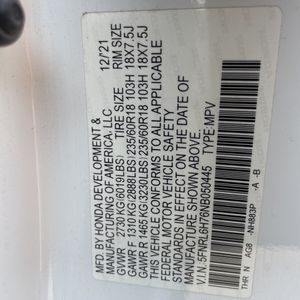 MFD. BY HONDA DEVELOPMENT & 12/21
MANUFACTURING OF AMERICA, LLC
GVWR 2730 KG(6019LBS) TIRE SIZE RIM SIZE
GAWR F 1310 KG(2888LBS)235/60R18 103H 18X7.5J
GAWR R 1465 KG(3230LBS)235/60R18 103H 18X7.5J
THIS VEHICLE CONFORMS TO ALL APPLICABLE
FEDERAL MOTOR VEHICLE SAFETY
STANDARDS IN EFFECT ON THE DATE OF
MANUFACTURE SHOWN ABOVE.
V.I.N.:5FNRL6H76NB050445 TYPE:MPV
THR N AG8 -NH883P -A -B